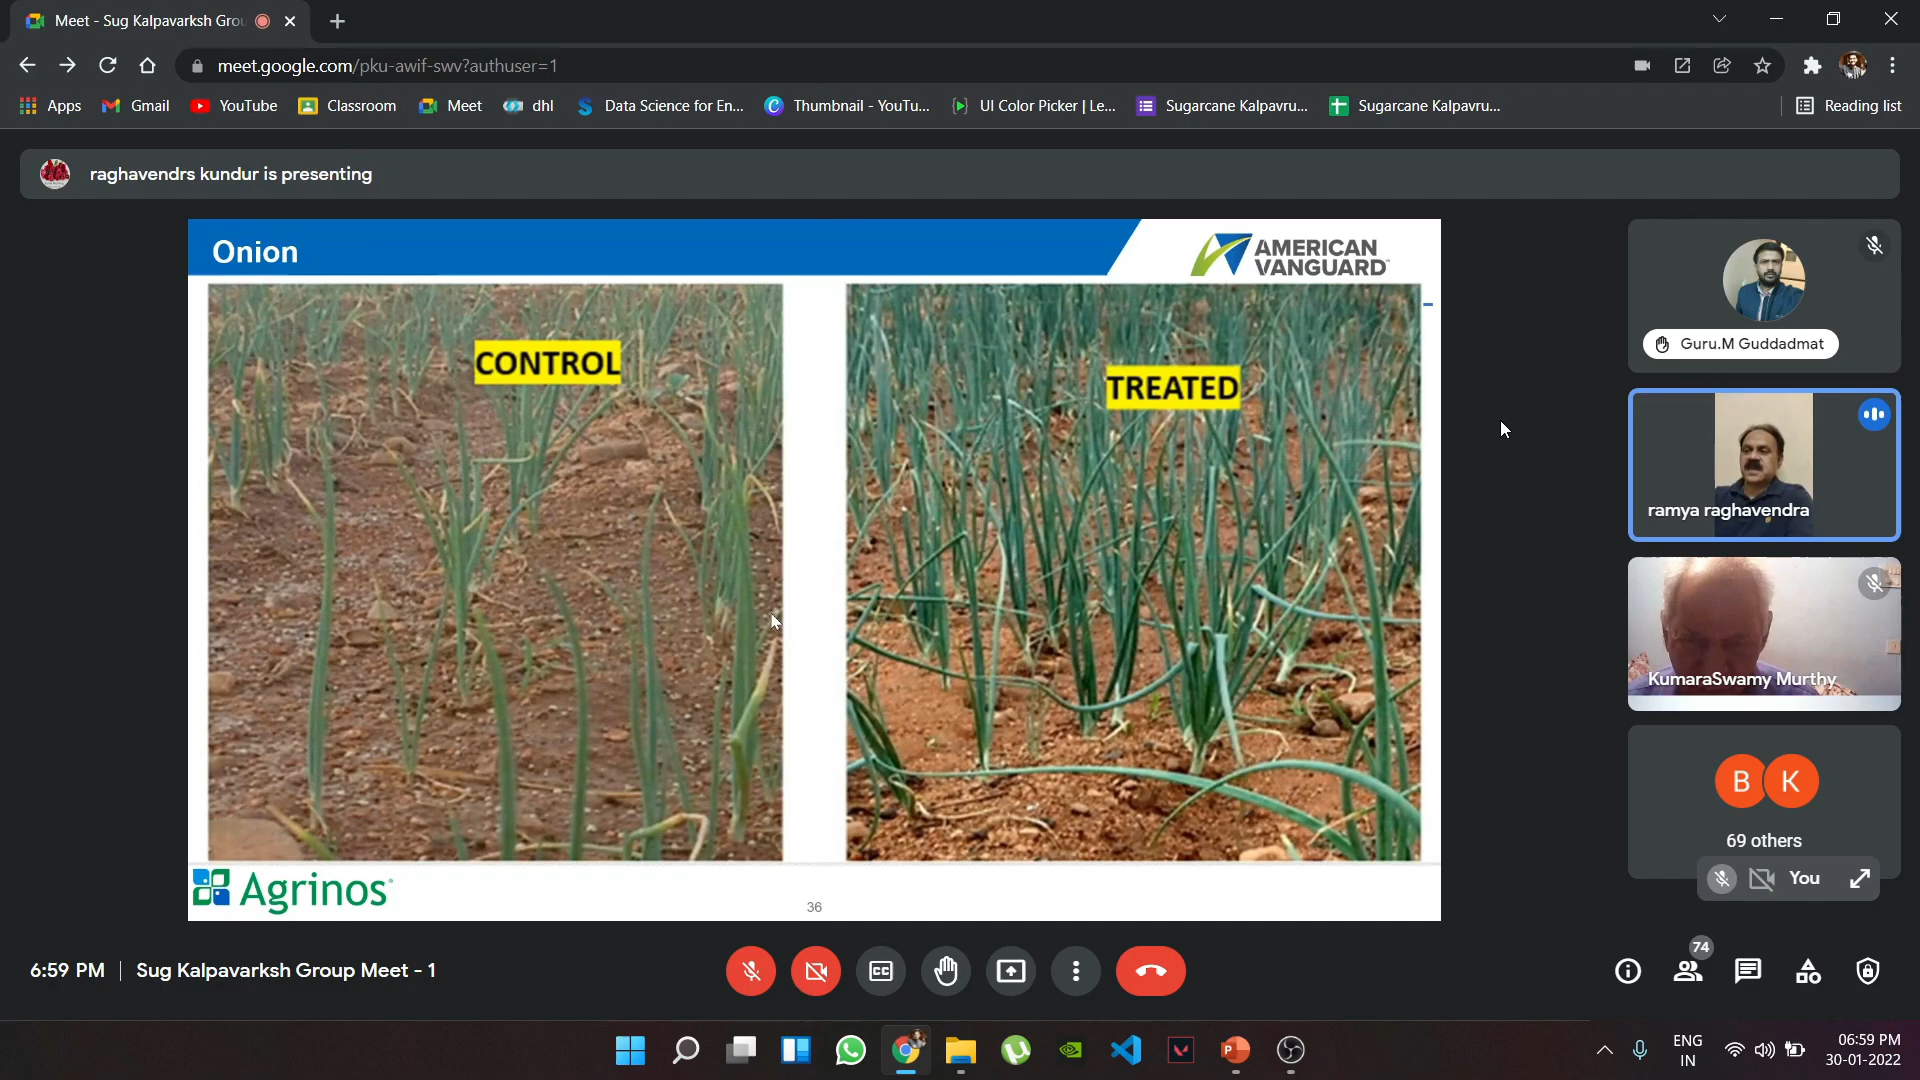 Meet - Sug Kalpavarksh Grou
meet.google.com/pku-awif-swv?authuser=1
Apps
Gmail
YouTube
Classroom
Meet
dhl
Data Science for En...
Thumbnail - YouTu...
UI Color Picker | Le...
Sugarcane Kalpavru...
Sugarcane Kalpavru...
Reading list
raghavendrs kundur is presenting
Onion
AMERICAN
VANGUARD™
CONTROL
TREATED
Agrinos
36
Guru.M Guddadmat
ramya raghavendra
KumaraSwamy Murthy
B
K
69 others
You
6:59 PM | Sug Kalpavarksh Group Meet - 1
CC
74
ENG
IN
06:59 PM
30-01-2022